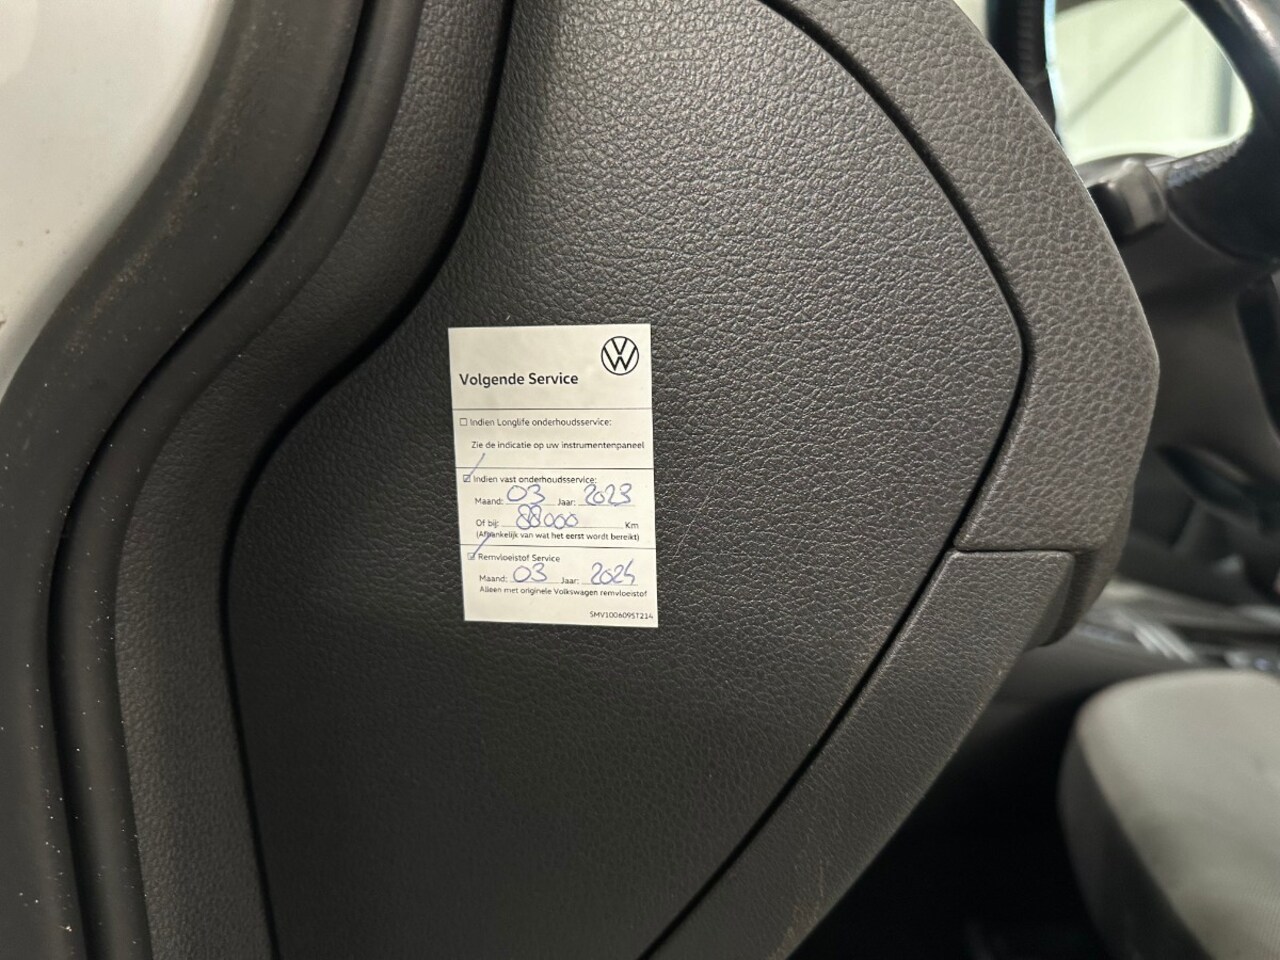 Volgende Service
Indien Longlife onderhoudsservice:
Zie de indicatie op uw instrumentenpaneel
Indien vast onderhoudsservice:
Maand: 03 Jaar: 2023
Of bij: 88000 Km
(Afhankelijk van wat het eerst wordt bereikt)
Remvloeistof Service
Maand: 03 Jaar: 2024
Alleen met originele Volkswagen remvloeistof
SMV1006095T214